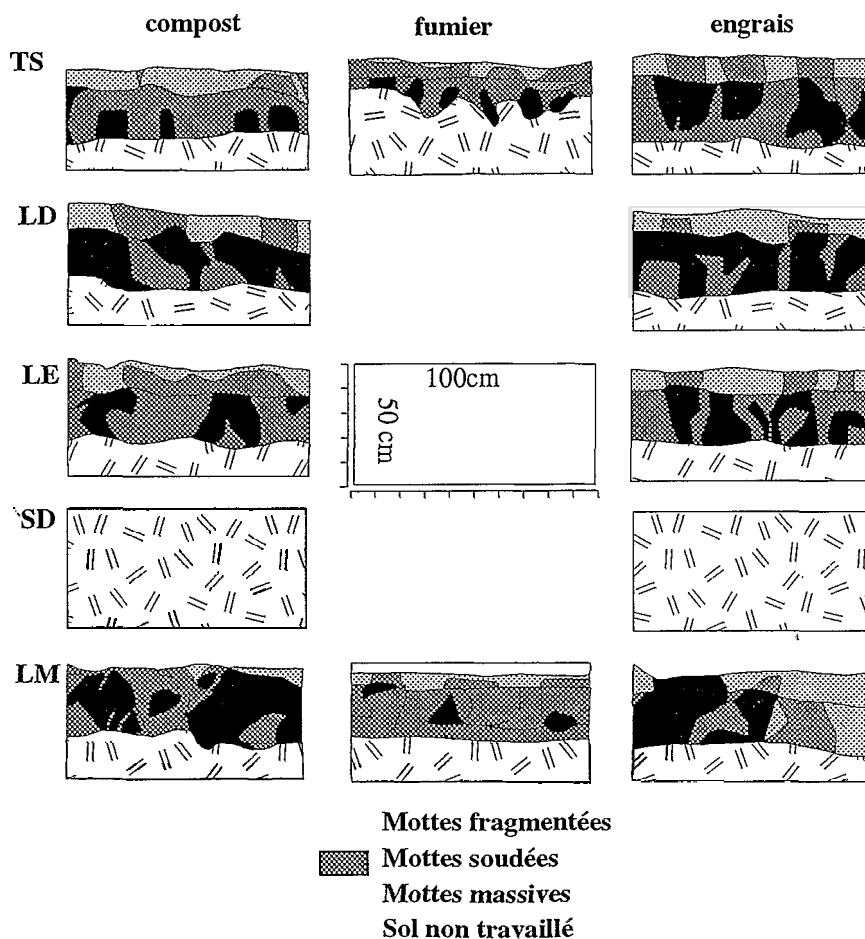 compost fumier engrais
TS
LD
LE
100cm
50 cm
SD
LM
Mottes fragmentées
Mottes soudées
Mottes massives
Sol non travaillé